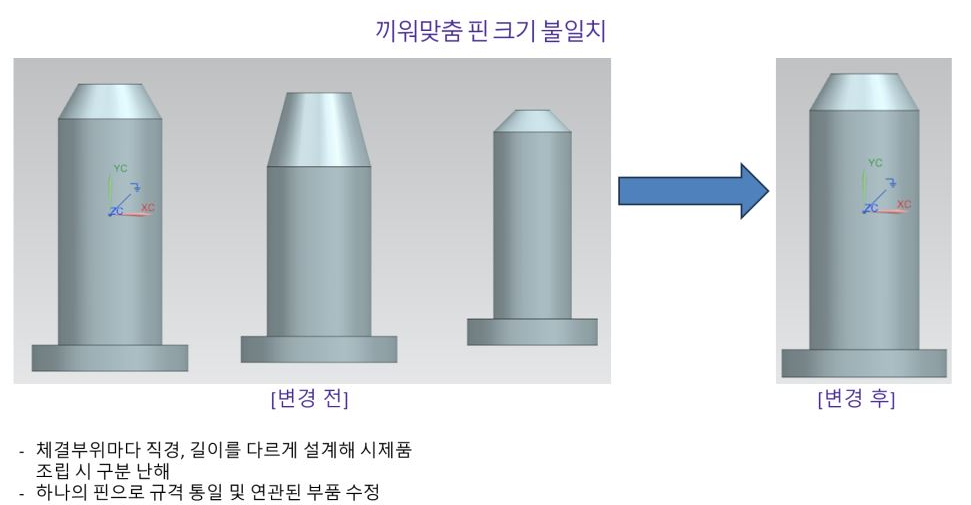 끼워맞춤 핀 크기 불일치
YC
ZC XC
YC
ZC XC
[변경 전]
[변경 후]
- 체결부위마다 직경, 길이를 다르게 설계해 시제품
조립 시 구분 난해
- 하나의 핀으로 규격 통일 및 연관된 부품 수정